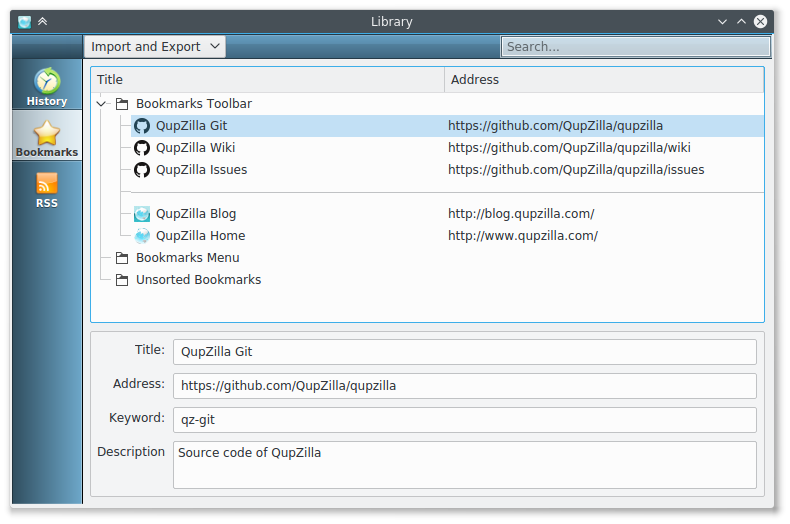 Library
Import and Export
Search...
History
Bookmarks
RSS
Title Address
Bookmarks Toolbar
QupZilla Git https://github.com/QupZilla/qupzilla
QupZilla Wiki https://github.com/QupZilla/qupzilla/wiki
QupZilla Issues https://github.com/QupZilla/qupzilla/issues
QupZilla Blog http://blog.qupzilla.com/
QupZilla Home http://www.qupzilla.com/
Bookmarks Menu
Unsorted Bookmarks
Title: QupZilla Git
Address: https://github.com/QupZilla/qupzilla
Keyword: qz-git
Description Source code of QupZilla